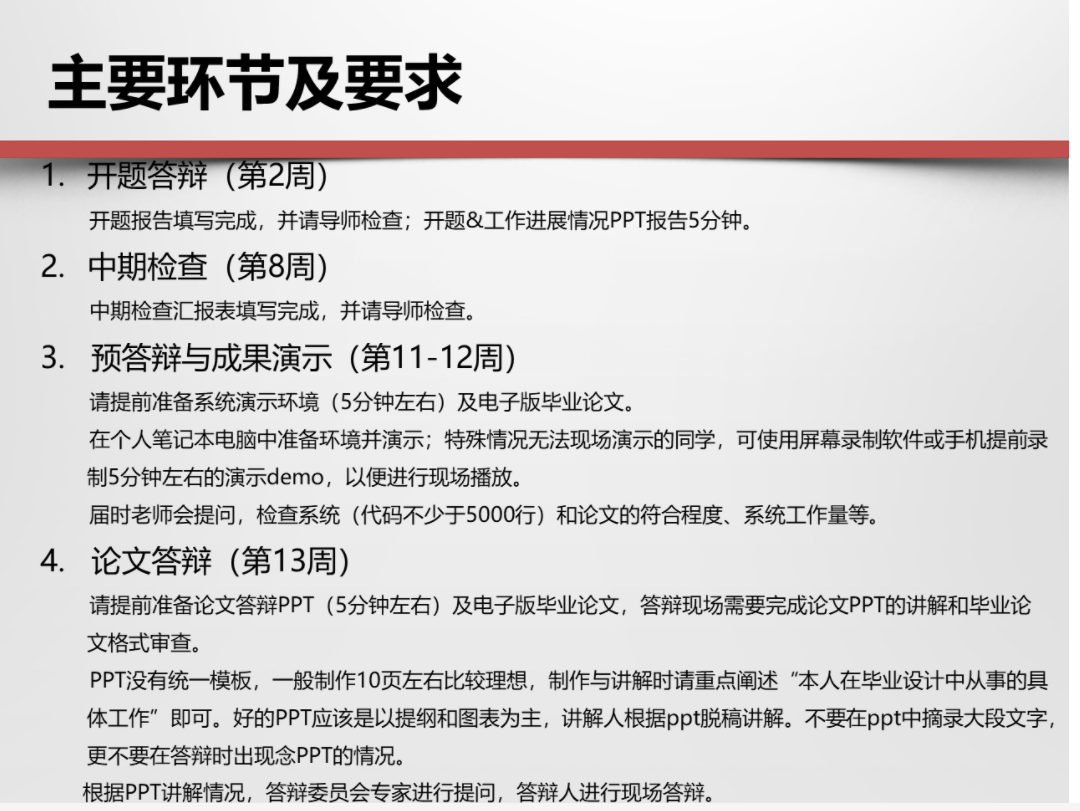 主要环节及要求
1. 开题答辩（第2周）
开题报告填写完成，并请导师检查；开题&工作进展情况PPT报告5分钟。
2. 中期检查（第8周）
中期检查汇报表填写完成，并请导师检查。
3. 预答辩与成果演示（第11-12周）
请提前准备系统演示环境（5分钟左右）及电子版毕业论文。
在个人笔记本电脑中准备环境并演示；特殊情况无法现场演示的同学，可使用屏幕录制软件或手机提前录
制5分钟左右的演示demo，以便进行现场播放。
届时老师会提问，检查系统（代码不少于5000行）和论文的符合程度、系统工作量等。
4. 论文答辩（第13周）
请提前准备论文答辩PPT（5分钟左右）及电子版毕业论文，答辩现场需要完成论文PPT的讲解和毕业论
文格式审查。
PPT没有统一模板，一般制作10页左右比较理想，制作与讲解时请重点阐述“本人在毕业设计中从事的具
体工作”即可。好的PPT应该是以提纲和图表为主，讲解人根据ppt脱稿讲解。不要在ppt中摘录大段文字，
更不要在答辩时出现念PPT的情况。
根据PPT讲解情况，答辩委员会专家进行提问，答辩人进行现场答辩。